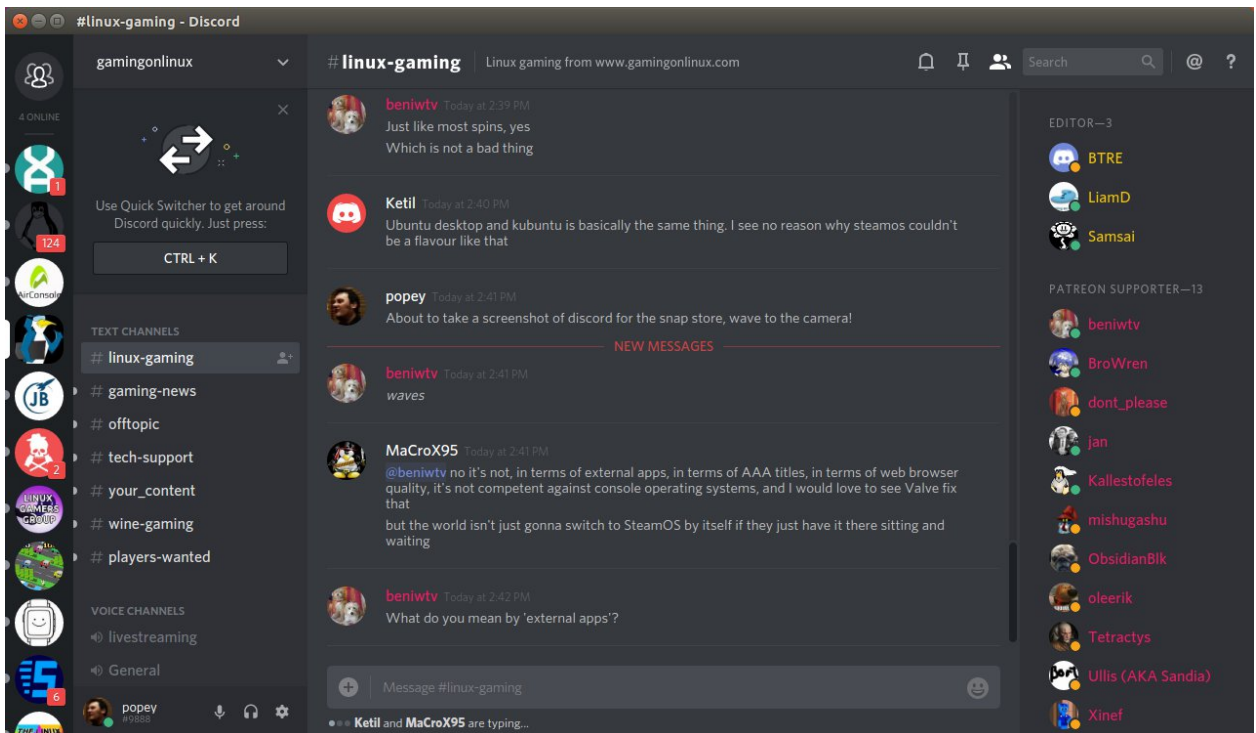 #linux-gaming - Discord
4 ONLINE
1
124
AirConsole
JB
2
LINUX
GAMERS
GROUP
6
THE LINUX
gamingonlinux
Use Quick Switcher to get around
Discord quickly. Just press:
CTRL + K
TEXT CHANNELS
# linux-gaming
# gaming-news
# offtopic
# tech-support
# your_content
# wine-gaming
# players-wanted
VOICE CHANNELS
livestreaming
General
popey
#9888
# linux-gaming Linux gaming from www.gamingonlinux.com
Search
@ ?
beniwtv Today at 2:39 PM
Just like most spins, yes
Which is not a bad thing
Ketil Today at 2:40 PM
Ubuntu desktop and kubuntu is basically the same thing. I see no reason why steamos couldn't
be a flavour like that
popey Today at 2:41 PM
About to take a screenshot of discord for the snap store, wave to the camera!
NEW MESSAGES
beniwtv Today at 2:41 PM
waves
MaCroX95 Today at 2:41 PM
@beniwtv no it's not, in terms of external apps, in terms of AAA titles, in terms of web browser
quality, it's not competent against console operating systems, and I would love to see Valve fix
that
but the world isn't just gonna switch to SteamOS by itself if they just have it there sitting and
waiting
beniwtv Today at 2:42 PM
What do you mean by 'external apps'?
Message #linux-gaming
Ketil and MaCroX95 are typing...
EDITOR—3
BTRE
LiamD
Samsai
PATREON SUPPORTER—13
beniwtv
BroWren
dont_please
jan
Kallestofeles
mishugashu
ObsidianBlk
oleerik
Tetractys
Ullis (AKA Sandia)
Xinef